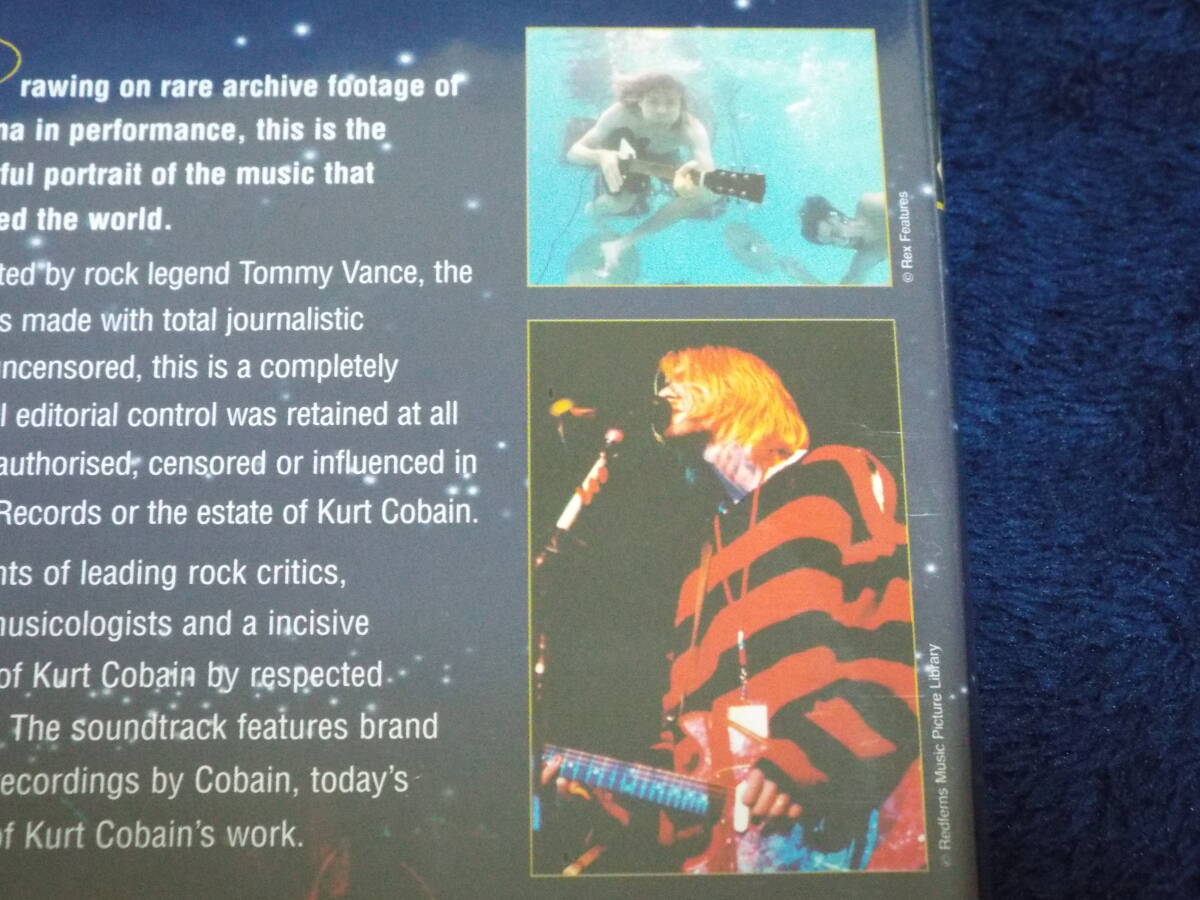 rawing on rare archive footage of
na in performance, this is the
ful portrait of the music that
ed the world.
ted by rock legend Tommy Vance, the
s made with total journalistic
uncensored, this is a completely
l editorial control was retained at all
authorised, censored or influenced in
Records or the estate of Kurt Cobain.
nts of leading rock critics,
musicologists and a incisive
of Kurt Cobain by respected
. The soundtrack features brand
recordings by Cobain, today's
of Kurt Cobain's work.
© Rex Features
© Redferns Music Picture Library